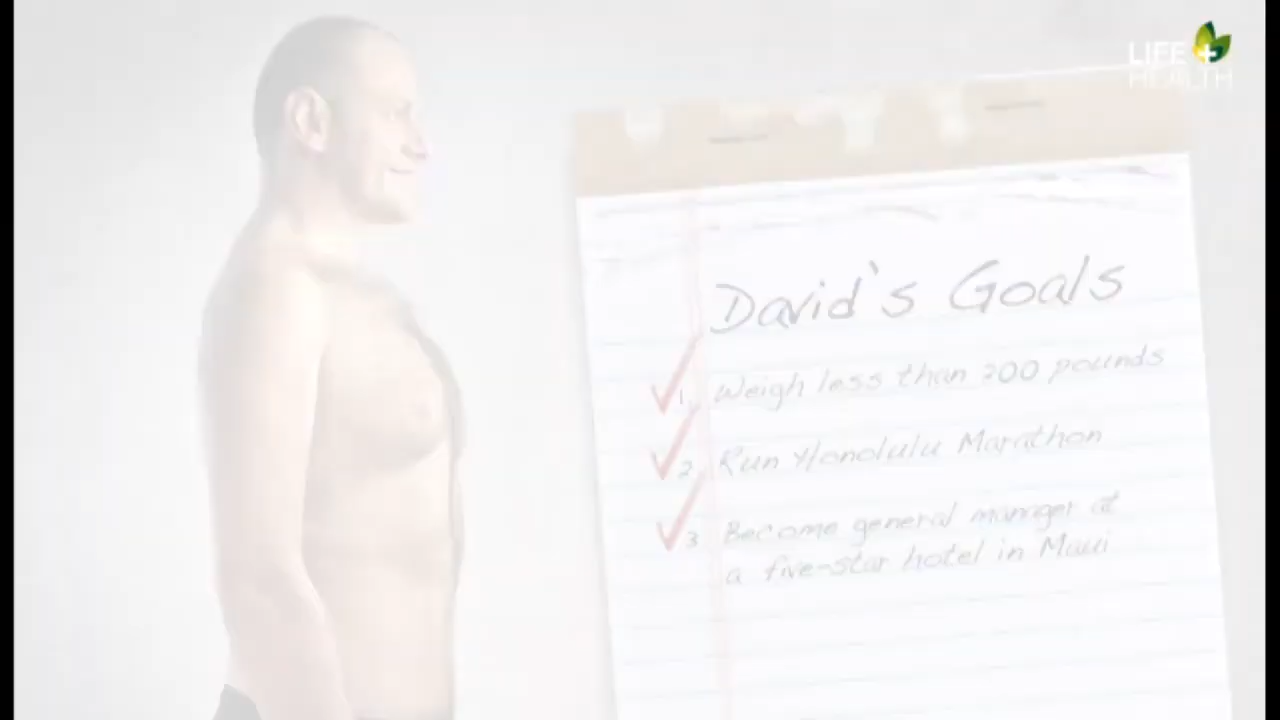 LIFE +
HEALTH
David's Goals
1. Weigh less than 200 pounds
2. Run Honolulu Marathon
3 Become general manager at
a five-star hotel in Maui